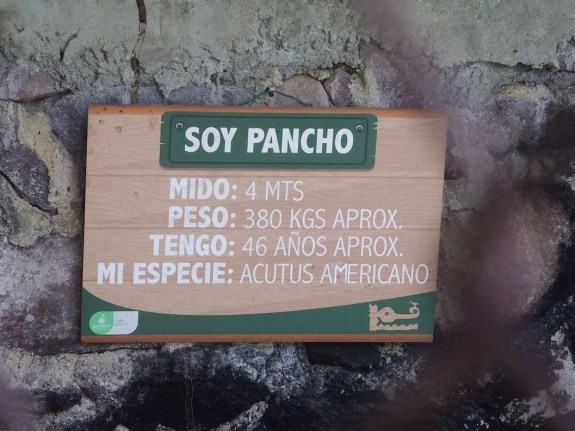 SOY PANCHO
MIDO: 4 MTS
PESO: 380 KGS APROX.
TENGO: 46 AÑOS APROX.
MI ESPECIE: ACUTUS AMERICANO